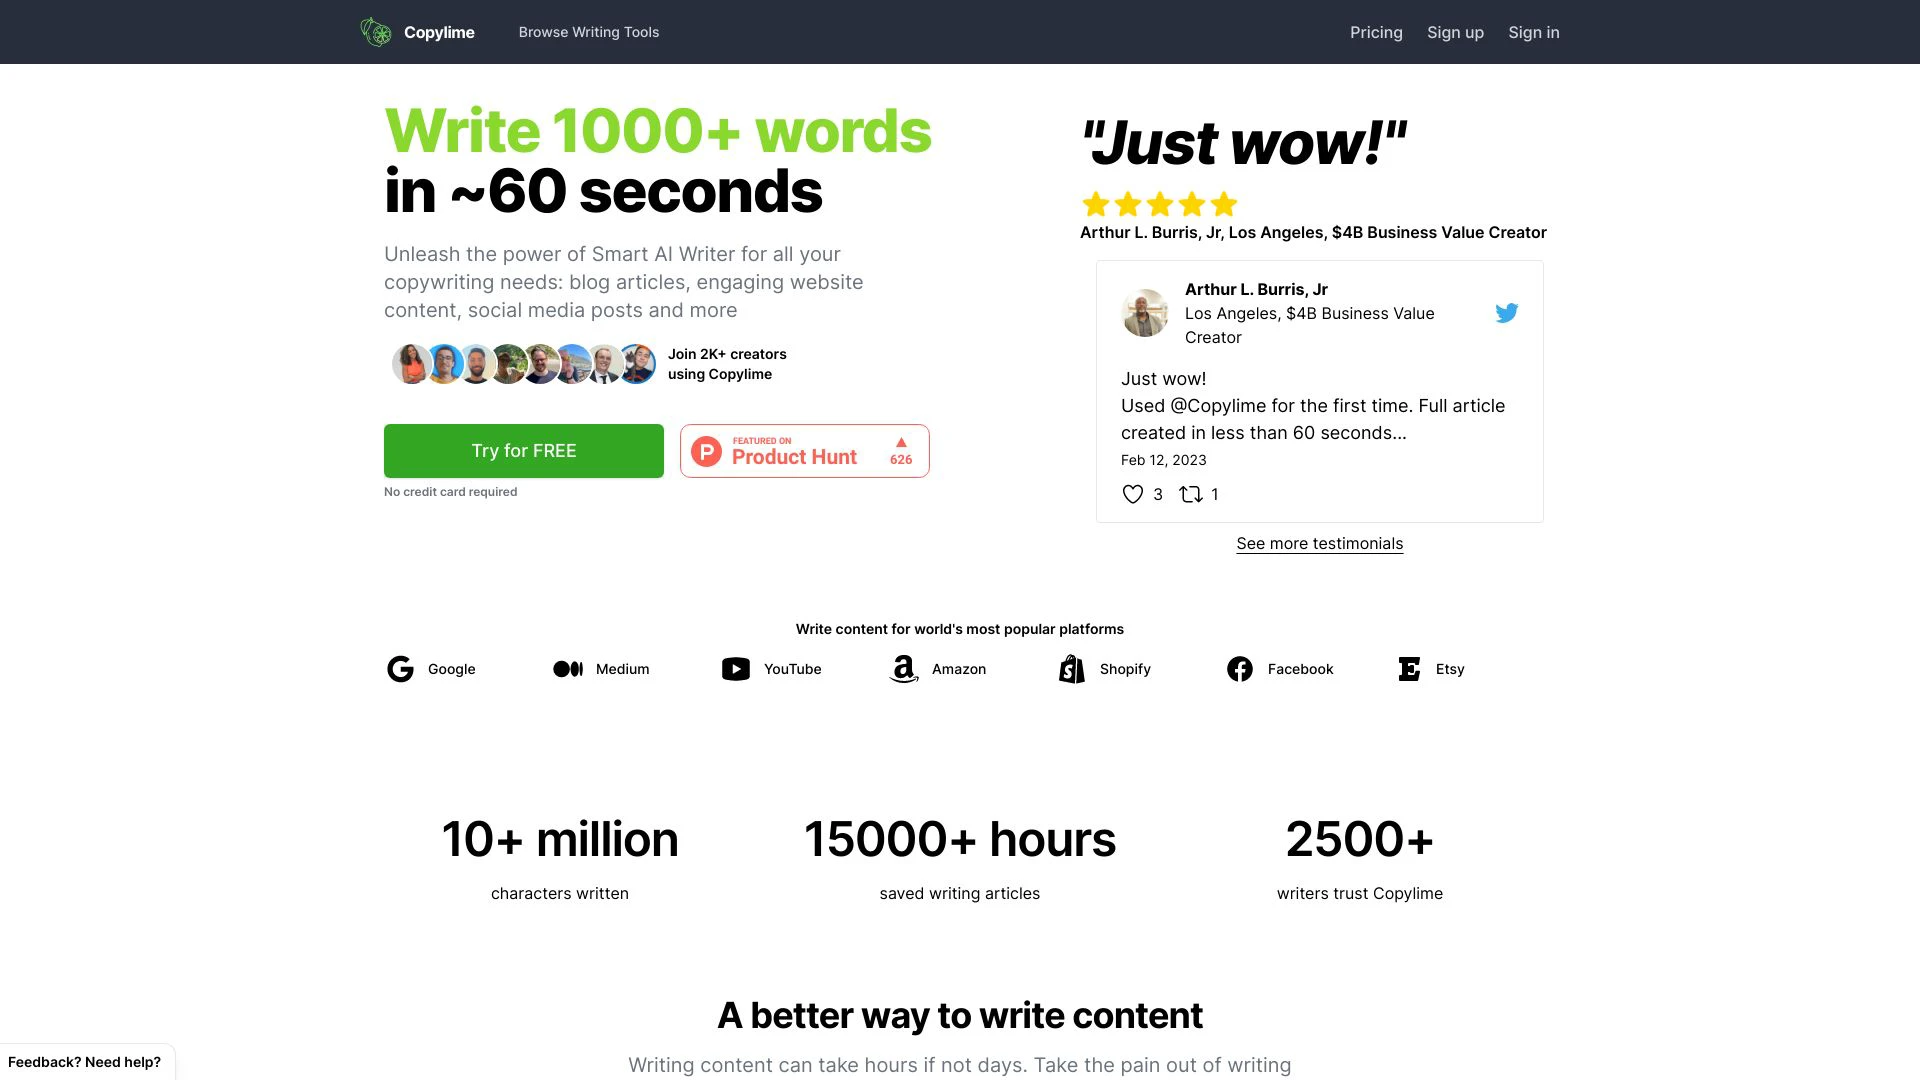 Copylime
Browse Writing Tools
Pricing
Sign up
Sign in
Write 1000+ words
in ~60 seconds
Unleash the power of Smart AI Writer for all your
copywriting needs: blog articles, engaging website
content, social media posts and more
Join 2K+ creators
using Copylime
Try for FREE
No credit card required
P
FEATURED ON
Product Hunt
626
"Just wow!"
Arthur L. Burris, Jr, Los Angeles, $4B Business Value Creator
Arthur L. Burris, Jr
Los Angeles, $4B Business Value
Creator
Just wow!
Used @Copylime for the first time. Full article
created in less than 60 seconds...
Feb 12, 2023
3
1
See more testimonials
Write content for world's most popular platforms
Google
Medium
YouTube
Amazon
Shopify
Facebook
Etsy
10+ million
characters written
15000+ hours
saved writing articles
2500+
writers trust Copylime
A better way to write content
Writing content can take hours if not days. Take the pain out of writing
Feedback? Need help?